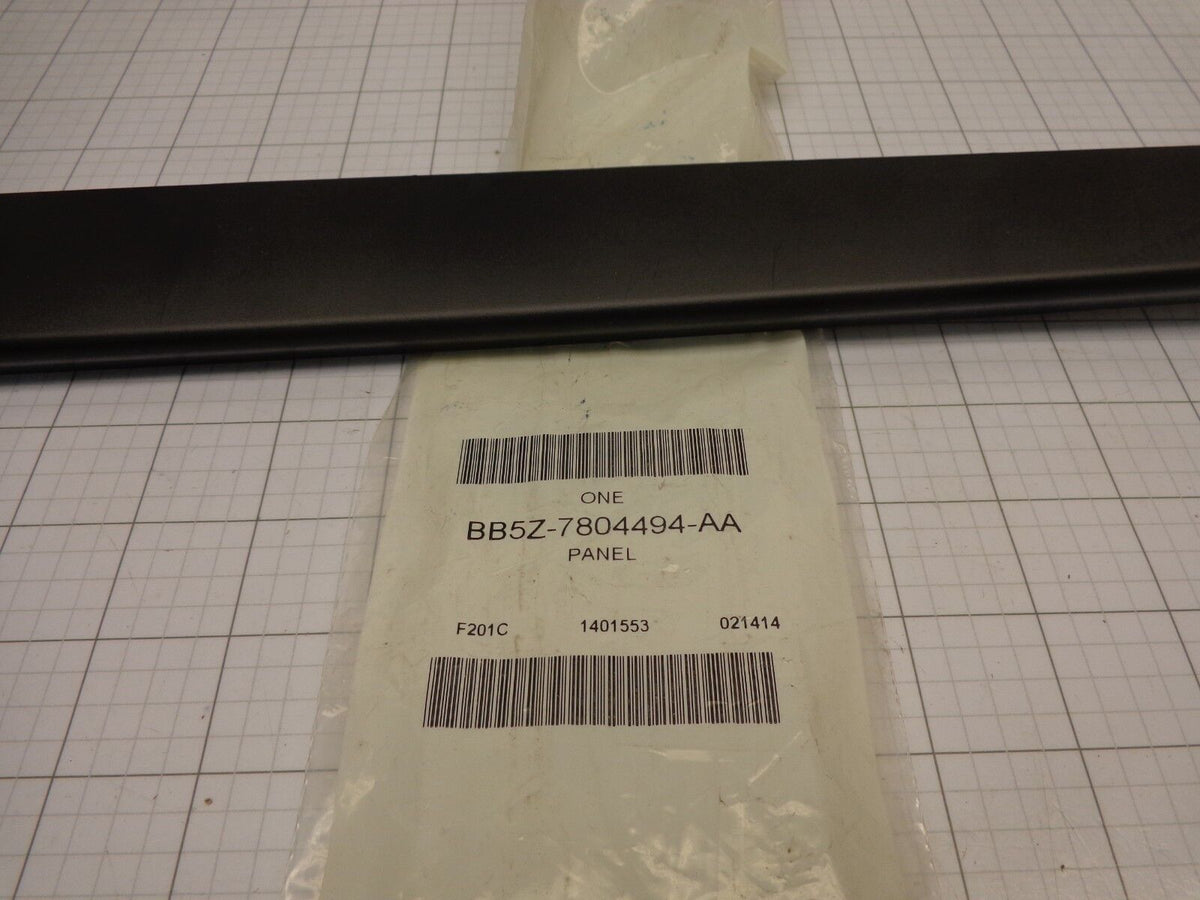 ONE
BB5Z-7804494-AA
PANEL
F201C 1401553 021414